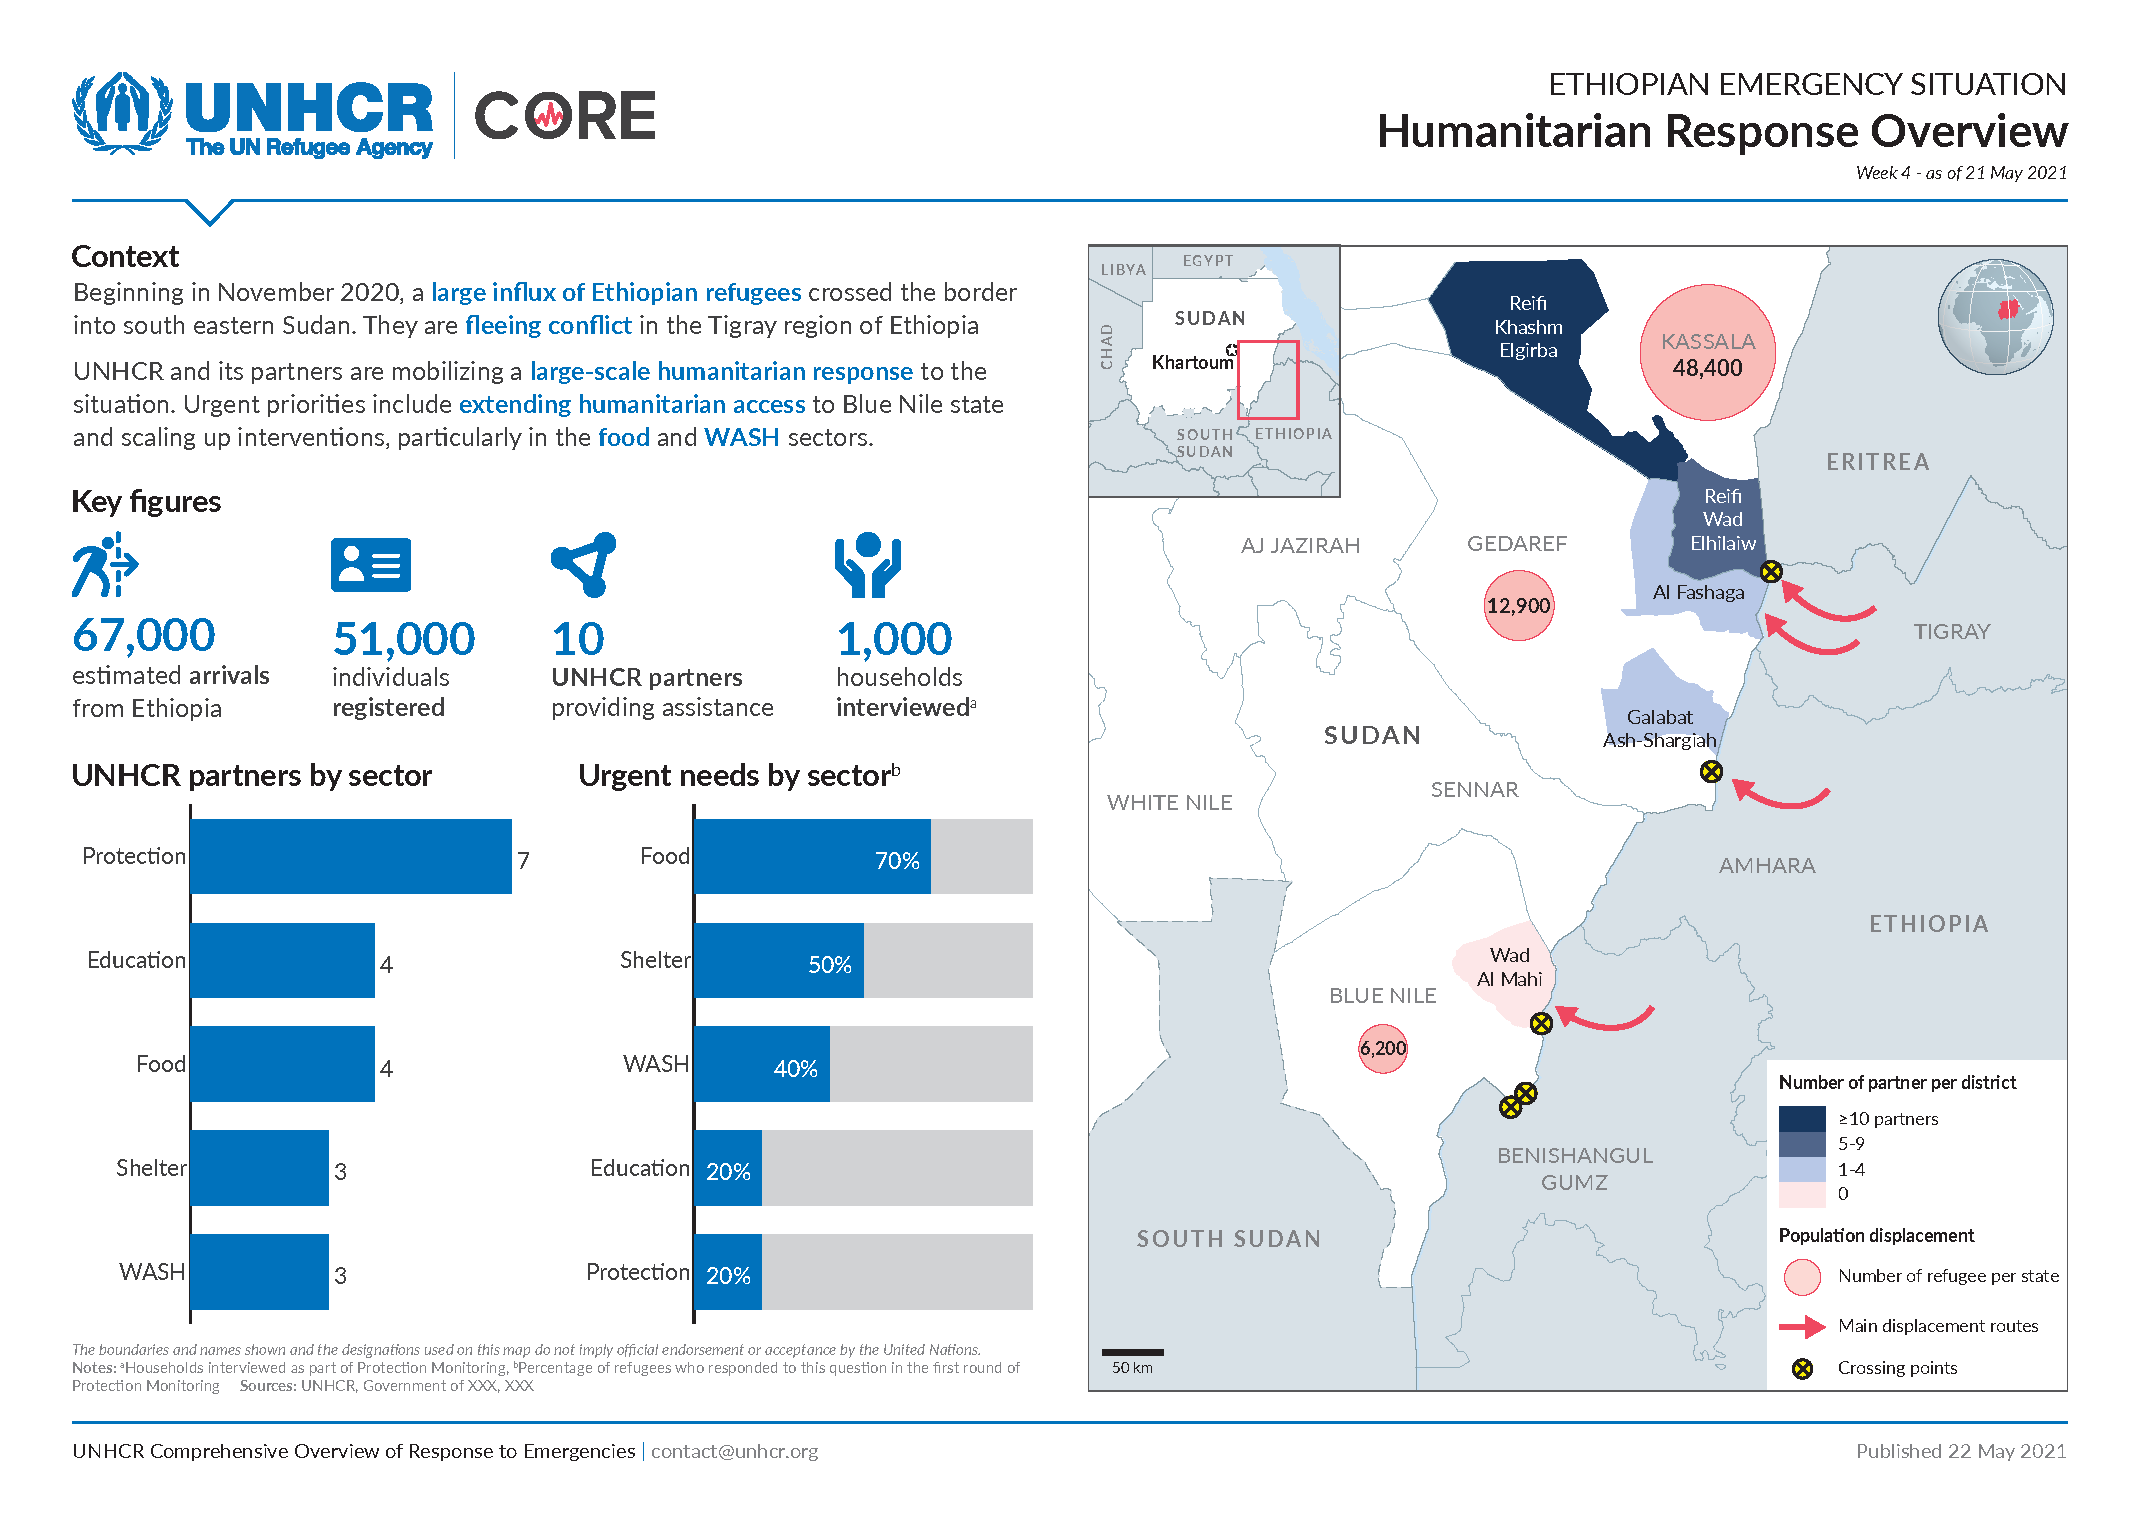 UNHCR
The UN Refugee Agency
CORE
ETHIOPIAN EMERGENCY SITUATION
Humanitarian Response Overview
Week 4 - as of 21 May 2021
Context
Beginning in November 2020, a large influx of Ethiopian refugees crossed the border
into south eastern Sudan. They are fleeing conflict in the Tigray region of Ethiopia
UNHCR and its partners are mobilizing a large-scale humanitarian response to the
situation. Urgent priorities include extending humanitarian access to Blue Nile state
and scaling up interventions, particularly in the food and WASH sectors.
Key figures
67,000
estimated arrivals
from Ethiopia
51,000
individuals
registered
10
UNHCR partners
providing assistance
1,000
households
interviewedᵃ
UNHCR partners by sector
Protection 7
Education 4
Food 4
Shelter 3
WASH 3
Urgent needs by sectorᵇ
Food 70%
Shelter 50%
WASH 40%
Education 20%
Protection 20%
The boundaries and names shown and the designations used on this map do not imply official endorsement or acceptance by the United Nations.
Notes: ᵃHouseholds interviewed as part of Protection Monitoring, ᵇPercentage of refugees who responded to this question in the first round of
Protection Monitoring Sources: UNHCR, Government of XXX, XXX
LIBYA
EGYPT
SUDAN
CHAD
Khartoum
SOUTH
SUDAN
ETHIOPIA
Reifi
Khashm
Elgirba
KASSALA
48,400
ERITREA
Reifi
Wad
Elhilaiw
AJ JAZIRAH
GEDAREF
12,900
Al Fashaga
TIGRAY
Galabat
Ash-Shargiah
SUDAN
SENNAR
WHITE NILE
AMHARA
ETHIOPIA
Wad
Al Mahi
BLUE NILE
6,200
BENISHANGUL
GUMZ
SOUTH SUDAN
50 km
Number of partner per district
≥10 partners
5-9
1-4
0
Population displacement
Number of refugee per state
Main displacement routes
Crossing points
UNHCR Comprehensive Overview of Response to Emergencies | contact@unhcr.org
Published 22 May 2021